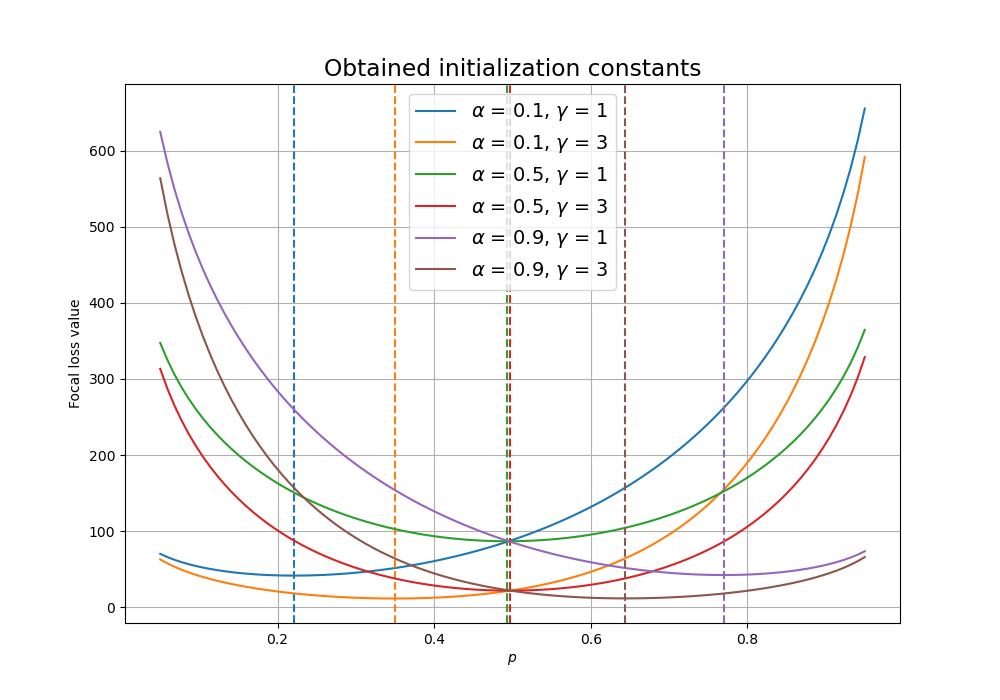 Obtained initialization constants
α = 0.1, γ = 1
α = 0.1, γ = 3
α = 0.5, γ = 1
α = 0.5, γ = 3
α = 0.9, γ = 1
α = 0.9, γ = 3
Focal loss value
600
500
400
300
200
100
0
0.2 0.4 0.6 0.8
p